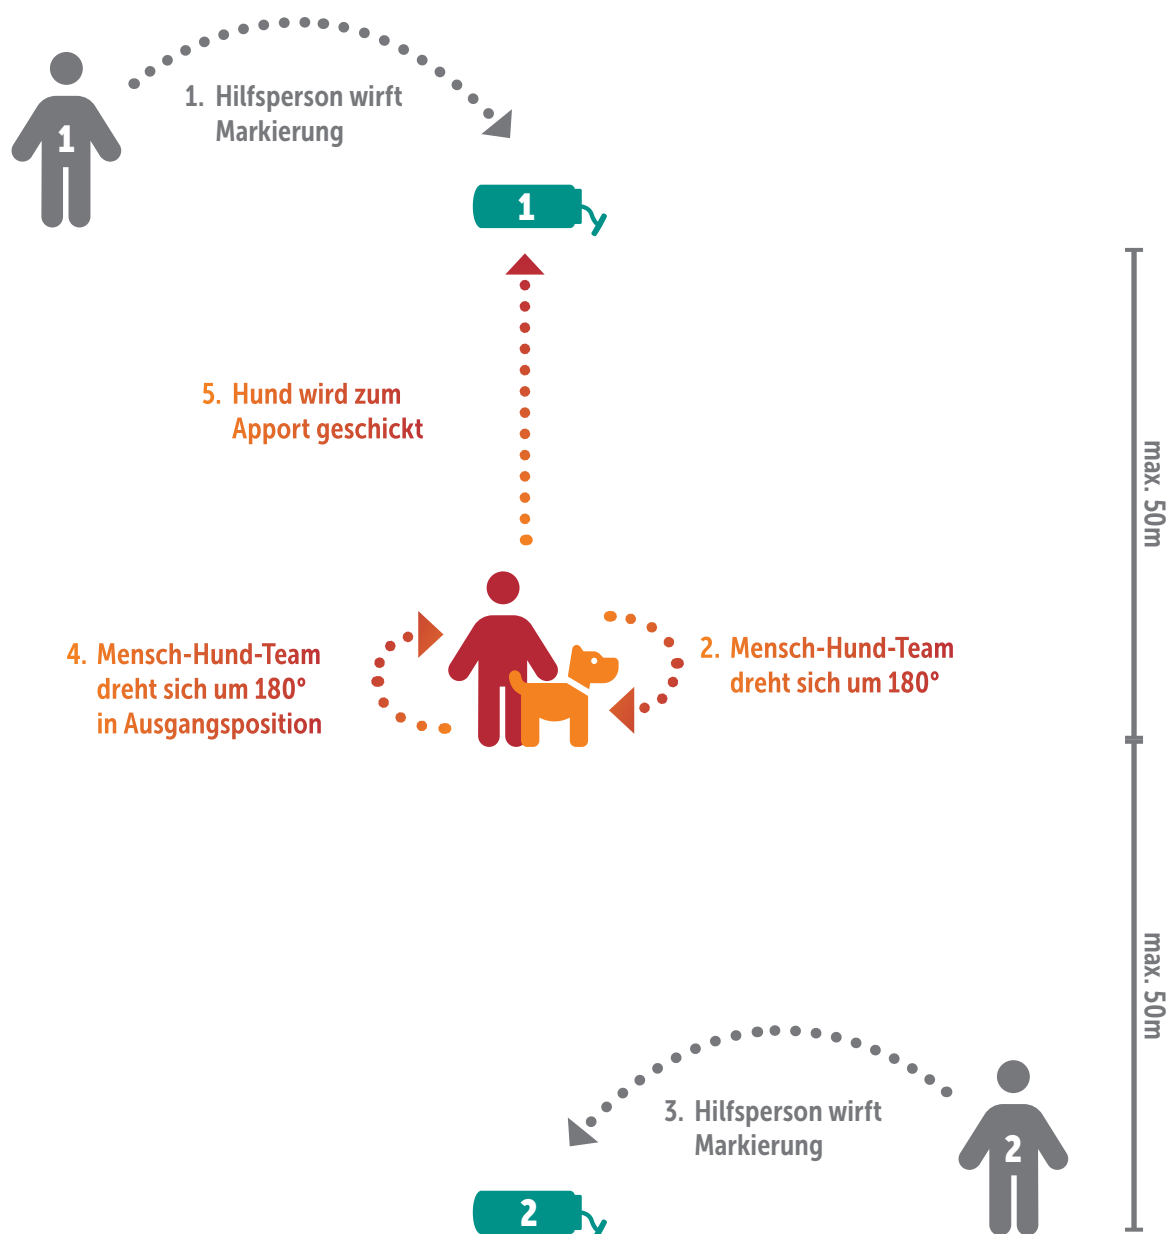 1
1. Hilfsperson wirft
Markierung
1
5. Hund wird zum
Apport geschickt
max. 50m
4. Mensch-Hund-Team
dreht sich um 180°
in Ausgangsposition
2. Mensch-Hund-Team
dreht sich um 180°
max. 50m
3. Hilfsperson wirft
Markierung
2
2